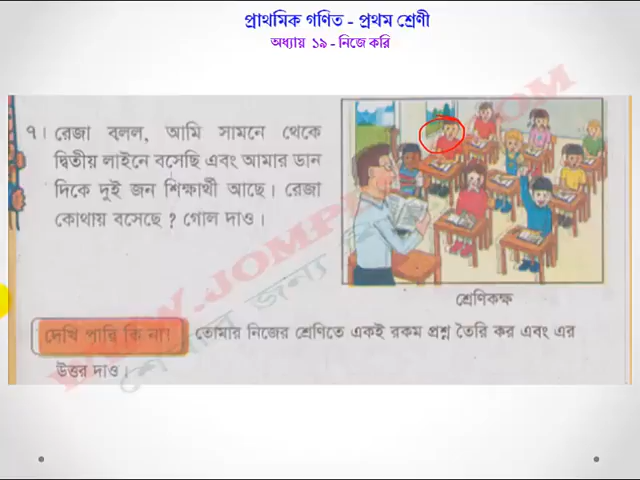 প্রাথমিক গণিত - প্রথম শ্রেণী
অধ্যায় ১৯ - নিজে করি
৭। রেজা বলল, আমি সামনে থেকে
দ্বিতীয় লাইনে বসেছি এবং আমার ডান
দিকে দুই জন শিক্ষার্থী আছে। রেজা
কোথায় বসেছে ? গোল দাও।
শ্রেণিকক্ষ
দেখি পারি কি না! তোমার নিজের শ্রেণিতে একই রকম প্রশ্ন তৈরি কর এবং এর
উত্তর দাও।